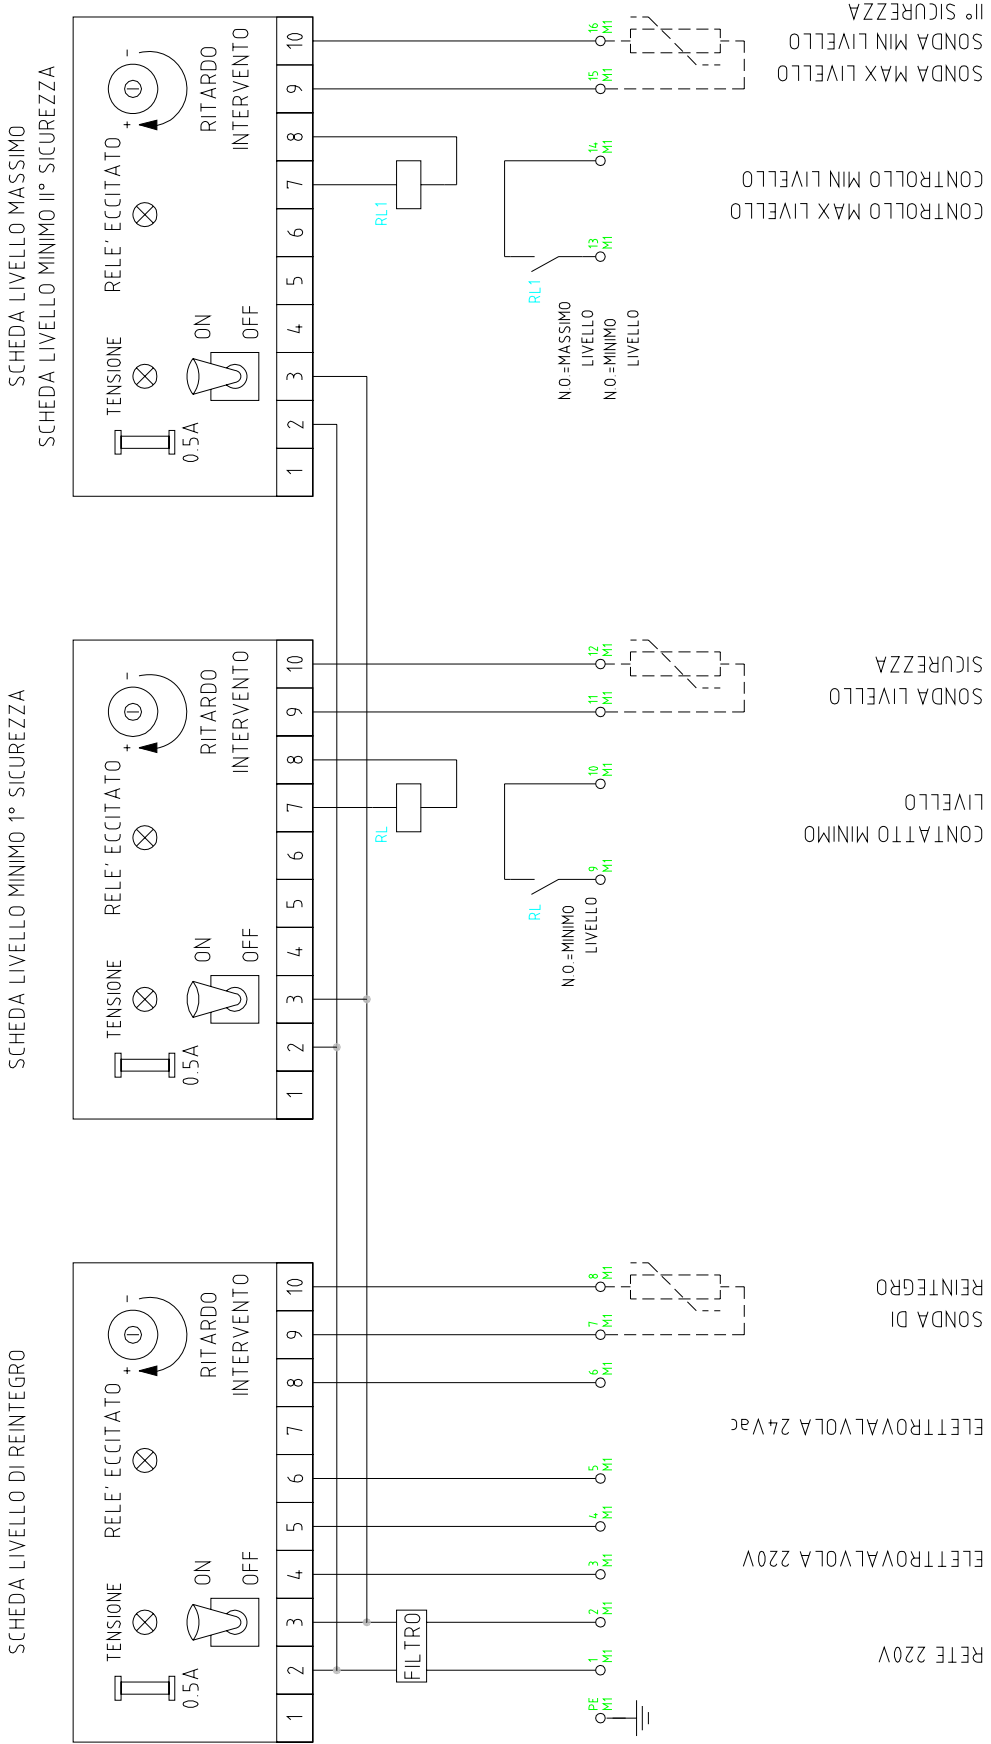 SCHEDA LIVELLO DI REINTEGRO
TENSIONE
RELE' ECCITATO
+
-
0.5A
ON
OFF
RITARDO
INTERVENTO
1
2
3
4
5
6
7
8
9
10
FILTRO
PE
M1
1
M1
2
M1
3
M1
4
M1
5
M1
6
M1
7
M1
8
M1
RETE 220V
ELETTROVALVOLA 220V
ELETTROVALVOLA 24Vac
SONDA DI
REINTEGRO
SCHEDA LIVELLO MINIMO 1° SICUREZZA
TENSIONE
RELE' ECCITATO
+
-
0.5A
ON
OFF
RITARDO
INTERVENTO
1
2
3
4
5
6
7
8
9
10
RL
RL
N.O.=MINIMO
LIVELLO
9
M1
10
M1
11
M1
12
M1
CONTATTO MINIMO
LIVELLO
SONDA LIVELLO
SICUREZZA
SCHEDA LIVELLO MASSIMO
SCHEDA LIVELLO MINIMO II° SICUREZZA
TENSIONE
RELE' ECCITATO
+
-
0.5A
ON
OFF
RITARDO
INTERVENTO
1
2
3
4
5
6
7
8
9
10
RL1
RL1
N.O.=MASSIMO
LIVELLO
N.O.=MINIMO
LIVELLO
13
M1
14
M1
15
M1
16
M1
CONTROLLO MAX LIVELLO
CONTROLLO MIN LIVELLO
SONDA MAX LIVELLO
SONDA MIN LIVELLO
II° SICUREZZA